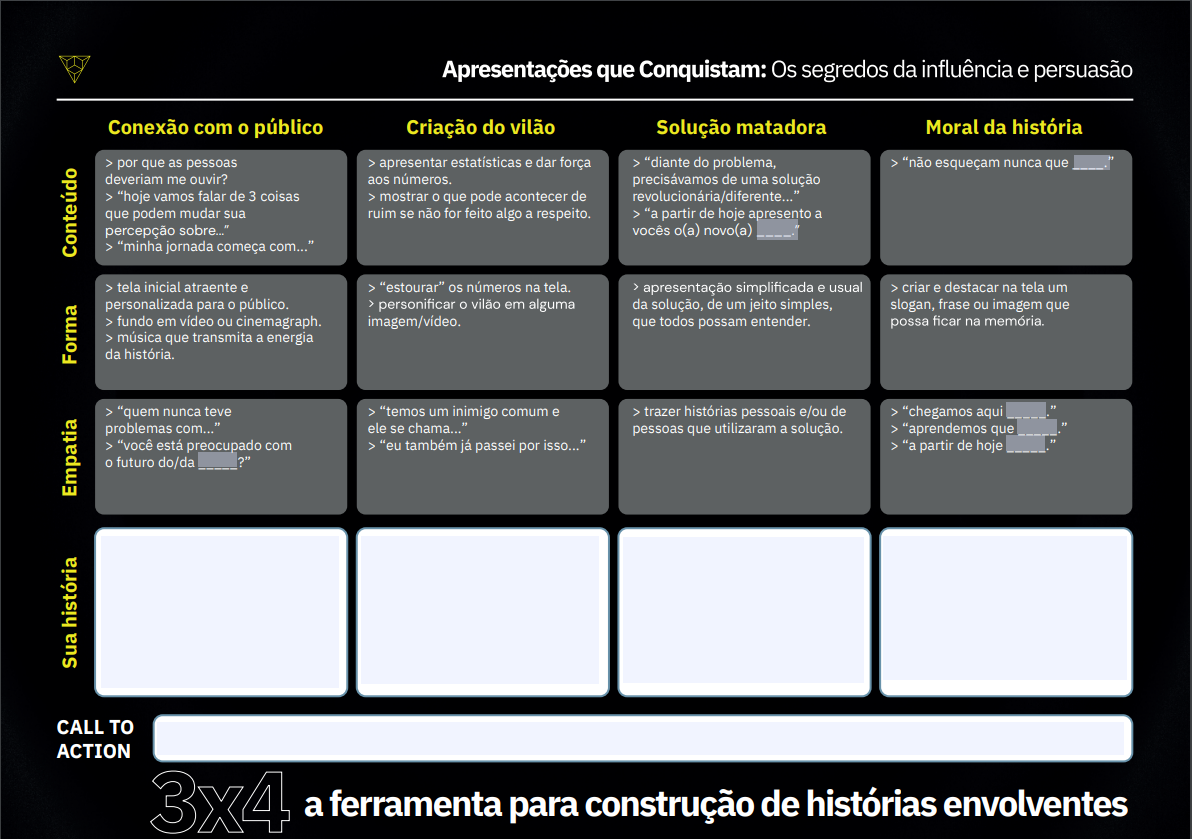 Apresentações que Conquistam: Os segredos da influência e persuasão
Conexão com o público
Criação do vilão
Solução matadora
Moral da história
Conteúdo
> por que as pessoas
deveriam me ouvir?
> “hoje vamos falar de 3 coisas
que podem mudar sua
percepção sobre...”
> “minha jornada começa com...”
> apresentar estatísticas e dar força
aos números.
> mostrar o que pode acontecer de
ruim se não for feito algo a respeito.
> “diante do problema,
precisávamos de uma solução
revolucionária/diferente...”
> “a partir de hoje apresento a
vocês o(a) novo(a) ____.”
> “não esqueçam nunca que ____.”
Forma
> tela inicial atraente e
personalizada para o público.
> fundo em vídeo ou cinemagraph.
> música que transmita a energia
da história.
> “estourar” os números na tela.
> personificar o vilão em alguma
imagem/vídeo.
> apresentação simplificada e usual
da solução, de um jeito simples,
que todos possam entender.
> criar e destacar na tela um
slogan, frase ou imagem que
possa ficar na memória.
Empatia
> “quem nunca teve
problemas com...”
> “você está preocupado com
o futuro do/da _____?”
> “temos um inimigo comum e
ele se chama...”
> “eu também já passei por isso...”
> trazer histórias pessoais e/ou de
pessoas que utilizaram a solução.
> “chegamos aqui _____.”
> “aprendemos que _____.”
> “a partir de hoje _____.”
Sua história
CALL TO
ACTION
3x4 a ferramenta para construção de histórias envolventes